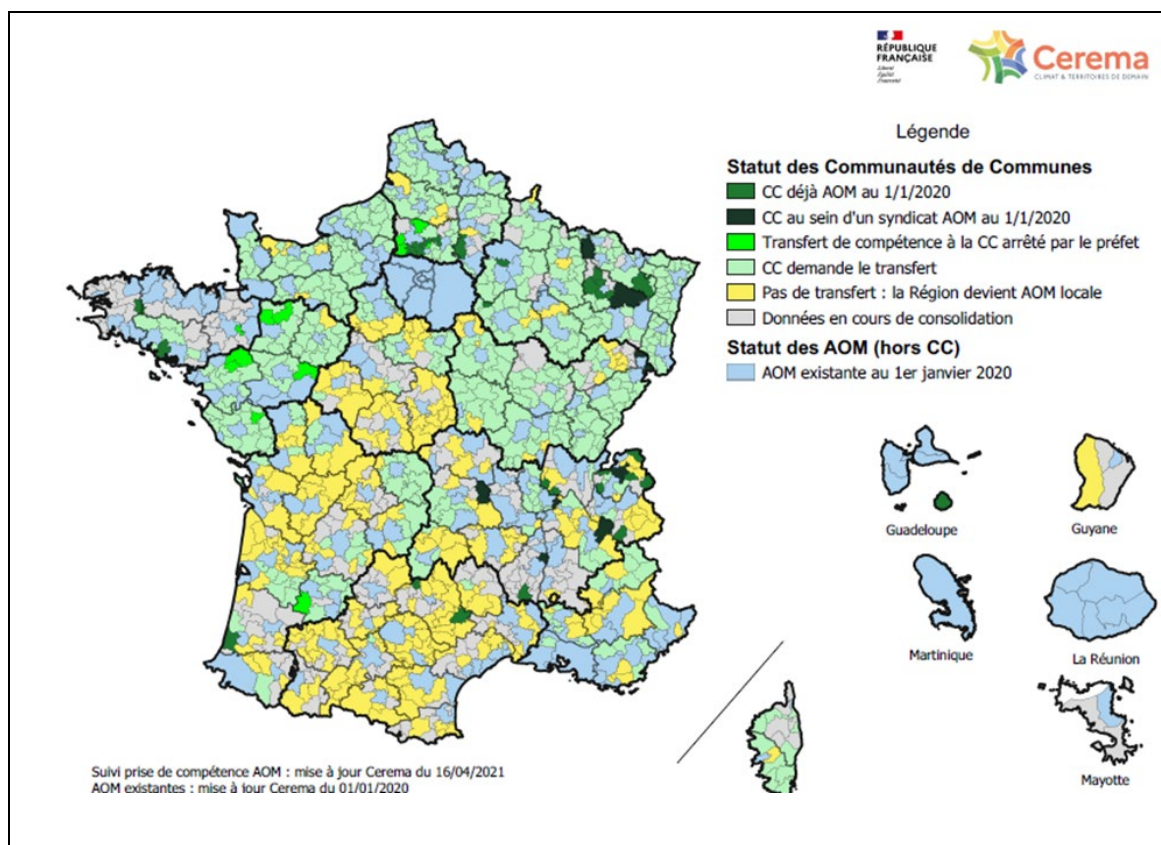 RÉPUBLIQUE
FRANÇAISE
Liberté
Égalité
Fraternité
Cerema
CLIMAT & TERRITOIRES DE DEMAIN
Légende
Statut des Communautés de Communes
CC déjà AOM au 1/1/2020
CC au sein d'un syndicat AOM au 1/1/2020
Transfert de compétence à la CC arrêté par le préfet
CC demande le transfert
Pas de transfert : la Région devient AOM locale
Données en cours de consolidation
Statut des AOM (hors CC)
AOM existante au 1er janvier 2020
Guadeloupe
Guyane
Martinique
La Réunion
Mayotte
Suivi prise de compétence AOM : mise à jour Cerema du 16/04/2021
AOM existantes : mise à jour Cerema du 01/01/2020